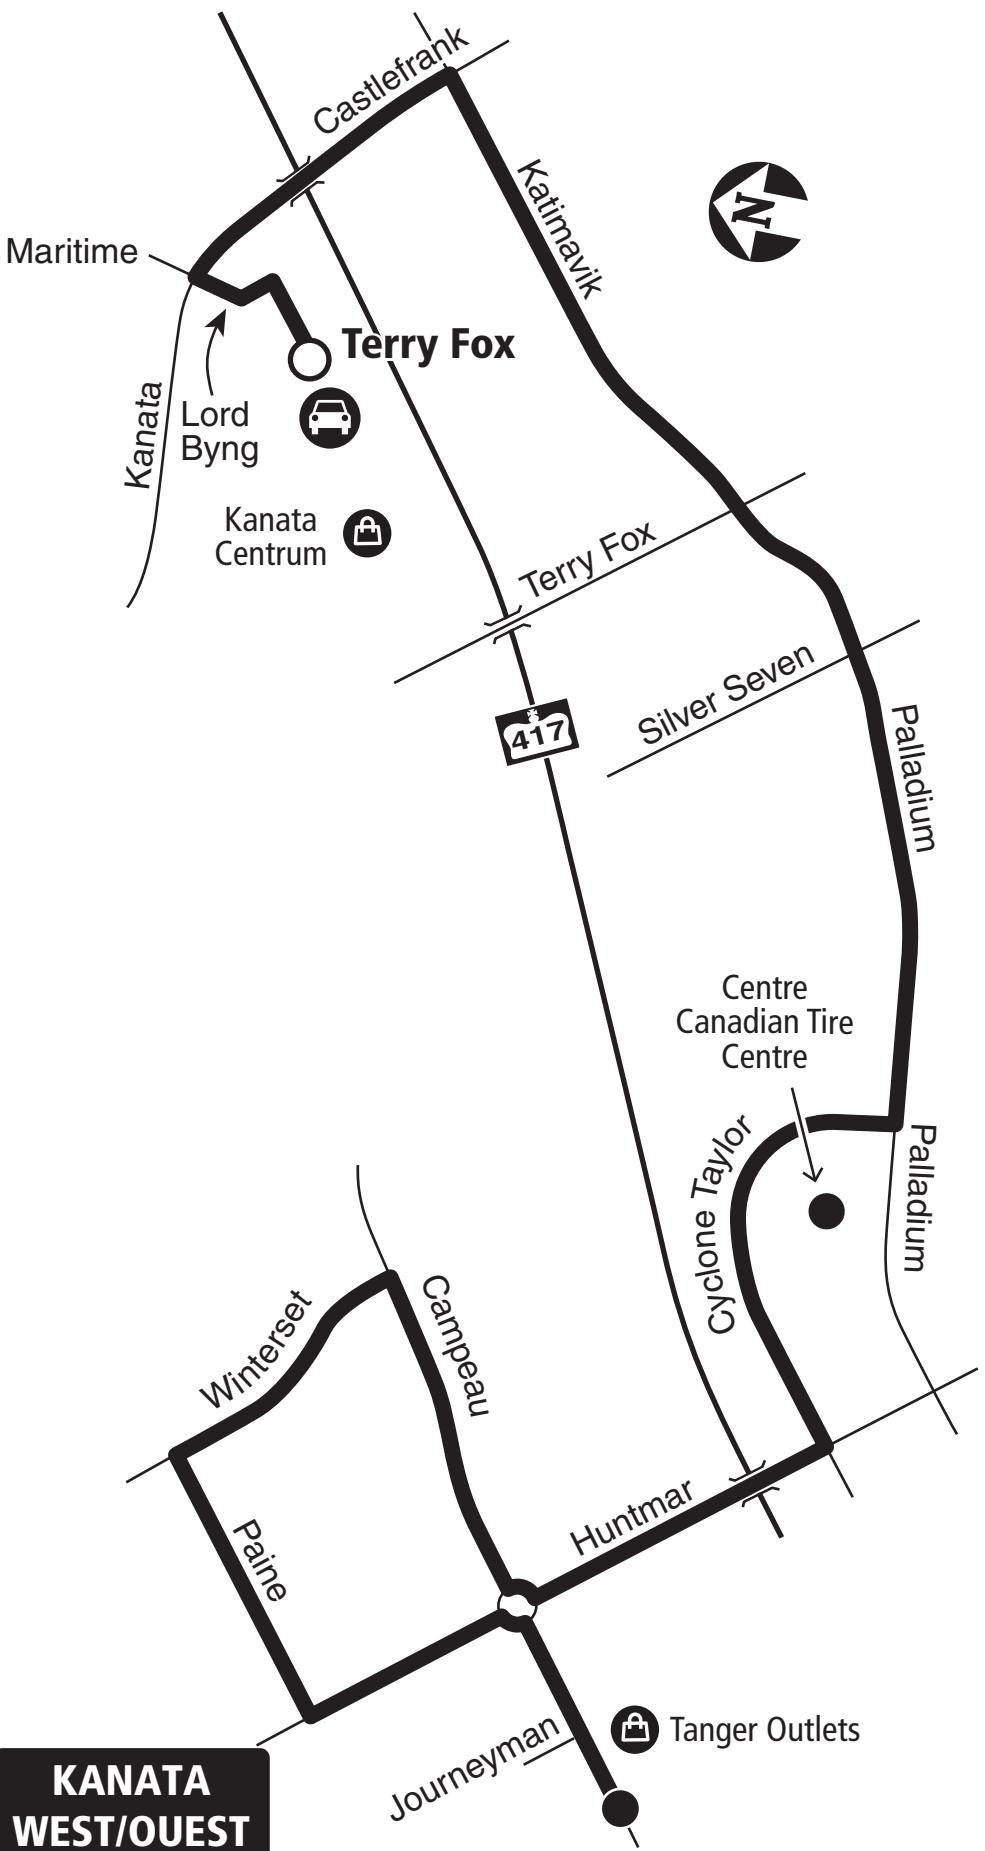 Castlefrank
Katimavik
N
Maritime
Terry Fox
Kanata
Lord
Byng
Kanata
Centrum
Terry Fox
Silver Seven
417
Palladium
Centre
Canadian Tire
Centre
Cyclone Taylor
Palladium
Winterset
Campeau
Huntmar
Paine
Journeyman
Tanger Outlets
KANATA
WEST/OUEST